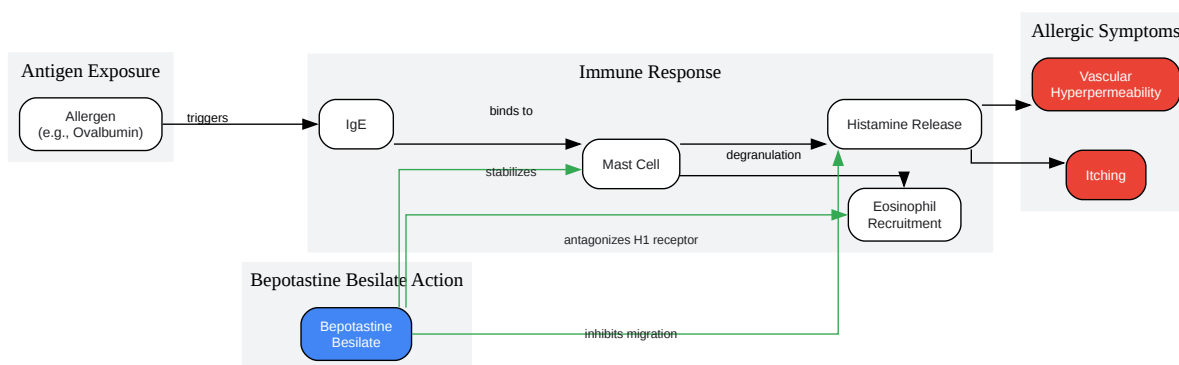 Antigen Exposure
Allergen
(e.g., Ovalbumin)
triggers
Immune Response
IgE
binds to
Mast Cell
degranulation
Histamine Release
Eosinophil
Recruitment
stabilizes
antagonizes H1 receptor
Allergic Symptoms
Vascular
Hyperpermeability
Itching
Bepotastine Besilate Action
Bepotastine
Besilate
inhibits migration